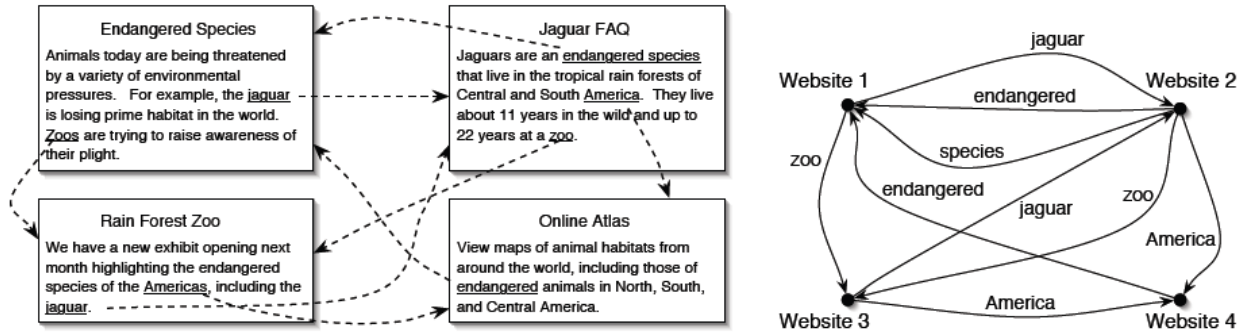 Endangered Species
Animals today are being threatened
by a variety of environmental
pressures. For example, the jaguar
is losing prime habitat in the world.
Zoos are trying to raise awareness of
their plight.
Jaguar FAQ
Jaguars are an endangered species
that live in the tropical rain forests of
Central and South America. They live
about 11 years in the wild and up to
22 years at a zoo.
Rain Forest Zoo
We have a new exhibit opening next
month highlighting the endangered
species of the Americas, including the
jaguar.
Online Atlas
View maps of animal habitats from
around the world, including those of
endangered animals in North, South,
and Central America.
jaguar
Website 1
Website 2
endangered
species
zoo
endangered
jaguar
zoo
America
America
Website 3
Website 4